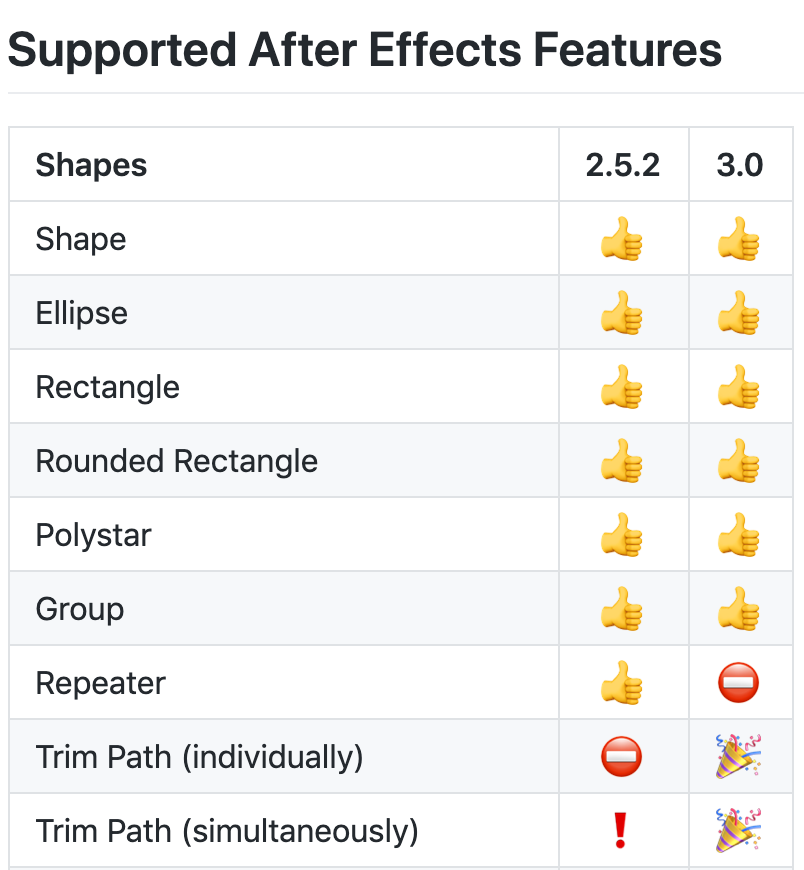 Supported After Effects Features
Shapes 2.5.2 3.0
Shape 👍 👍
Ellipse 👍 👍
Rectangle 👍 👍
Rounded Rectangle 👍 👍
Polystar 👍 👍
Group 👍 👍
Repeater 👍 ⛔️
Trim Path (individually) ⛔️ 🎉
Trim Path (simultaneously) ❗️ 🎉